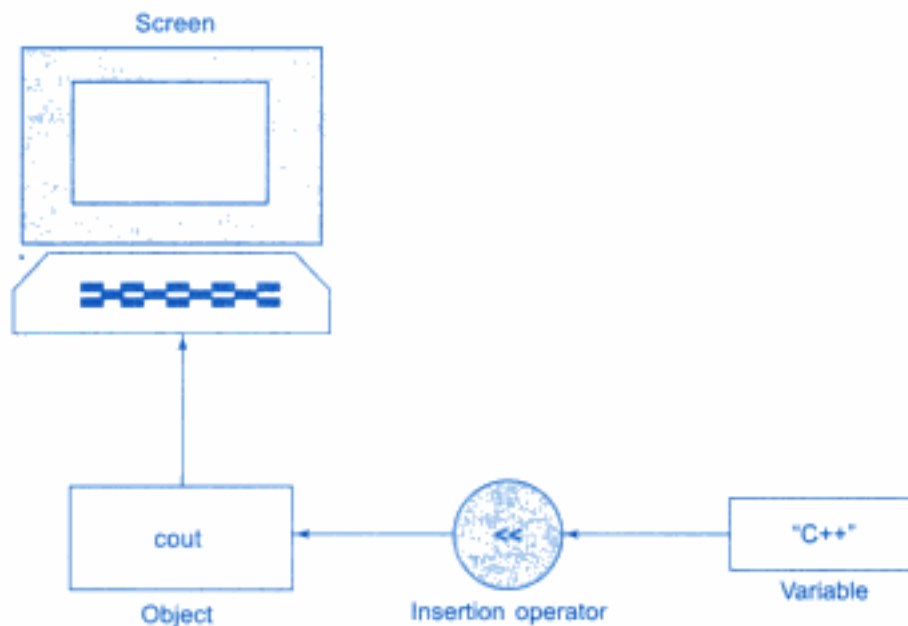 Screen
cout
Object
<<
Insertion operator
"C++"
Variable